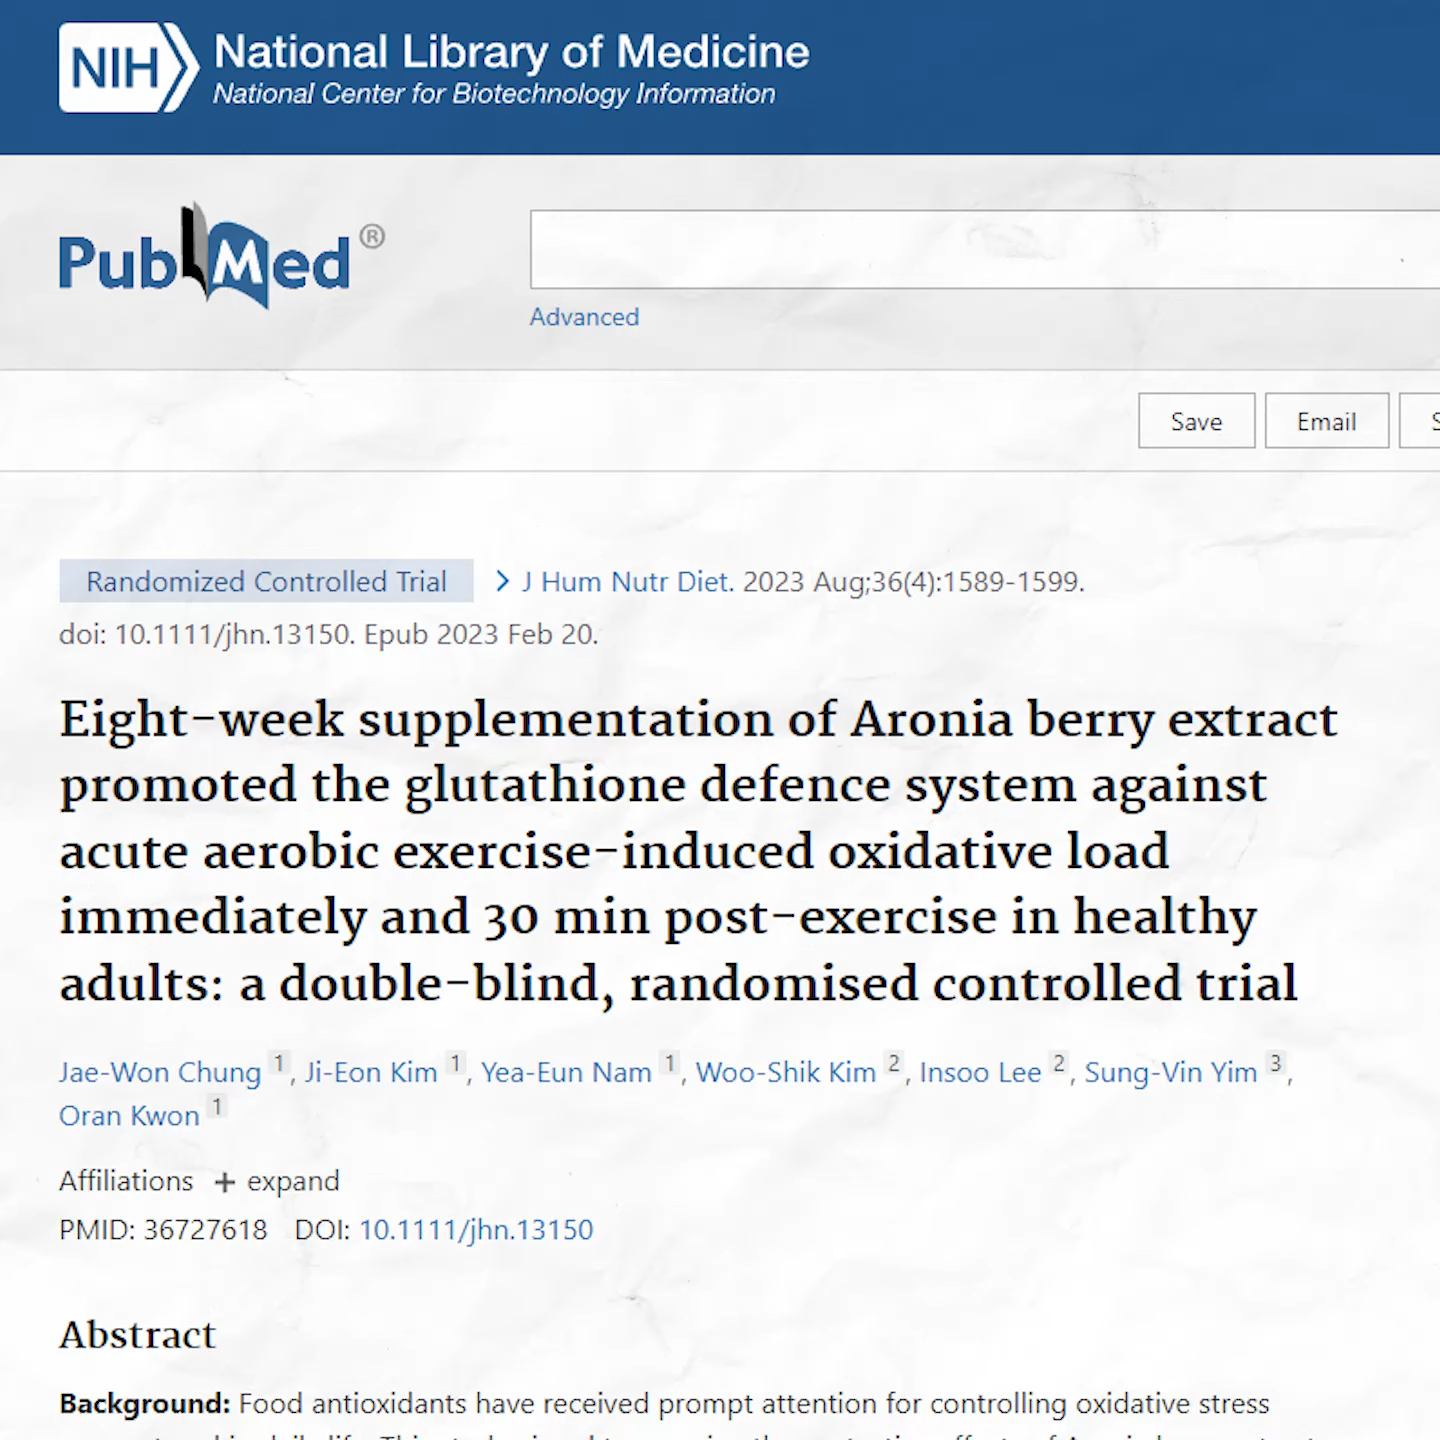 NIH National Library of Medicine
National Center for Biotechnology Information
PubMed®
Advanced
Save Email
Randomized Controlled Trial > J Hum Nutr Diet. 2023 Aug;36(4):1589-1599.
doi: 10.1111/jhn.13150. Epub 2023 Feb 20.
Eight-week supplementation of Aronia berry extract
promoted the glutathione defence system against
acute aerobic exercise-induced oxidative load
immediately and 30 min post-exercise in healthy
adults: a double-blind, randomised controlled trial
Jae-Won Chung 1, Ji-Eon Kim 1, Yea-Eun Nam 1, Woo-Shik Kim 2, Insoo Lee 2, Sung-Vin Yim 3,
Oran Kwon 1
Affiliations + expand
PMID: 36727618 DOI: 10.1111/jhn.13150
Abstract
Background: Food antioxidants have received prompt attention for controlling oxidative stress